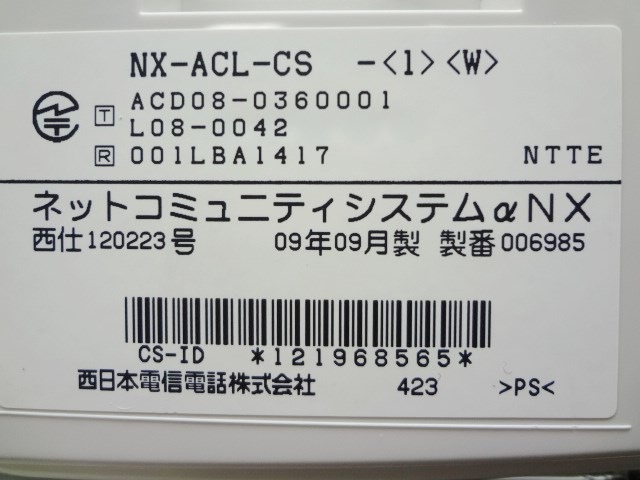 NX-ACL-CS -<1><W>
T ACD08-0360001
L08-0042
R 001LBA1417 NTTE
ネットコミュニティシステムαNX
西仕120223号 09年09月製 製番006985
CS-ID *121968565*
西日本電信電話株式会社 423 >PS<